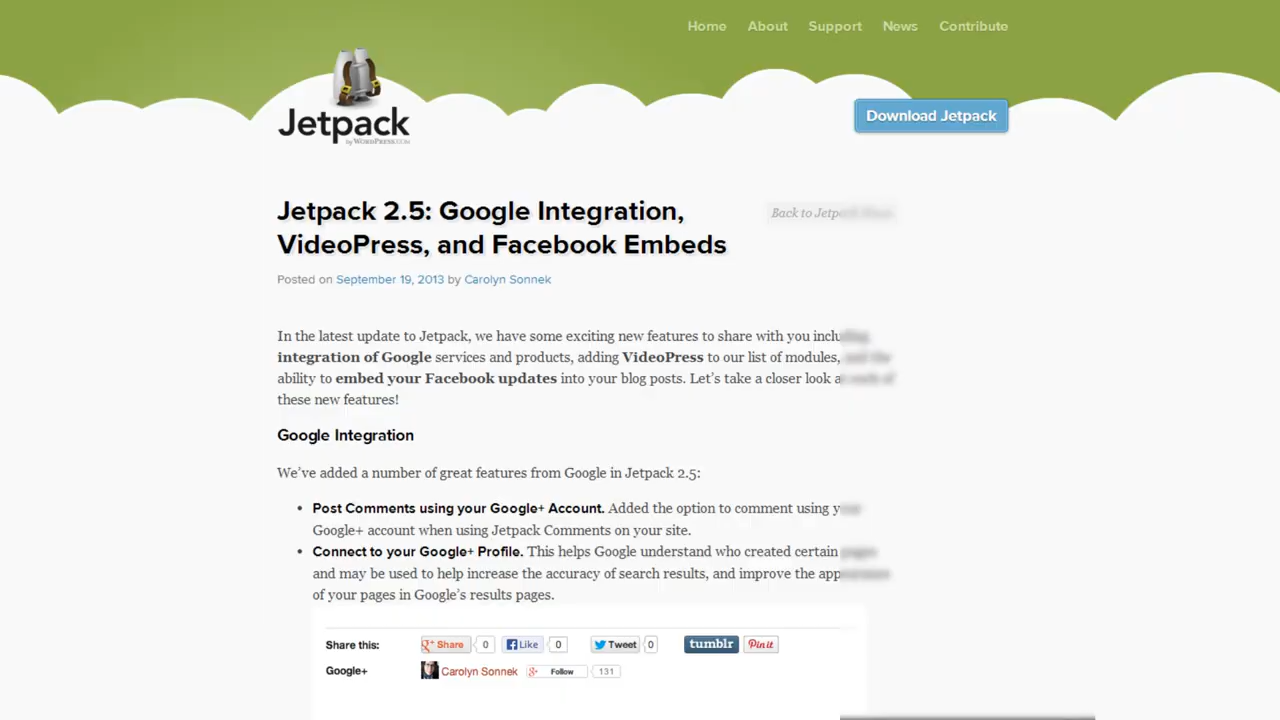 Home About Support News Contribute
Jetpack
by WORDPRESS.COM
Download Jetpack
Jetpack 2.5: Google Integration,
VideoPress, and Facebook Embeds
Back to
Posted on September 19, 2013 by Carolyn Sonnek
In the latest update to Jetpack, we have some exciting new features to share with you
integration of Google services and products, adding VideoPress to our list of modules,
ability to embed your Facebook updates into your blog posts. Let's take a closer look
these new features!
Google Integration
We've added a number of great features from Google in Jetpack 2.5:
• Post Comments using your Google+ Account. Added the option to comment using
Google+ account when using Jetpack Comments on your site.
• Connect to your Google+ Profile. This helps Google understand who created certain
and may be used to help increase the accuracy of search results, and improve the
of your pages in Google's results pages.
Share this: Share 0 Like 0 Tweet 0 tumblr Pin it
Google+ Carolyn Sonnek Follow 131